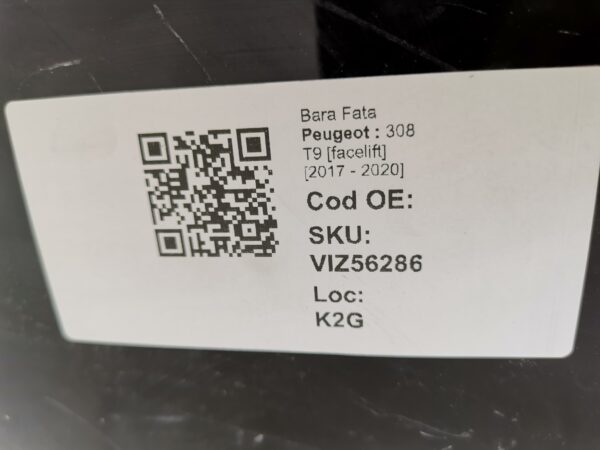 Bara Fata
Peugeot : 308
T9 [facelift]
[2017 - 2020]
Cod OE:
SKU:
VIZ56286
Loc:
K2G